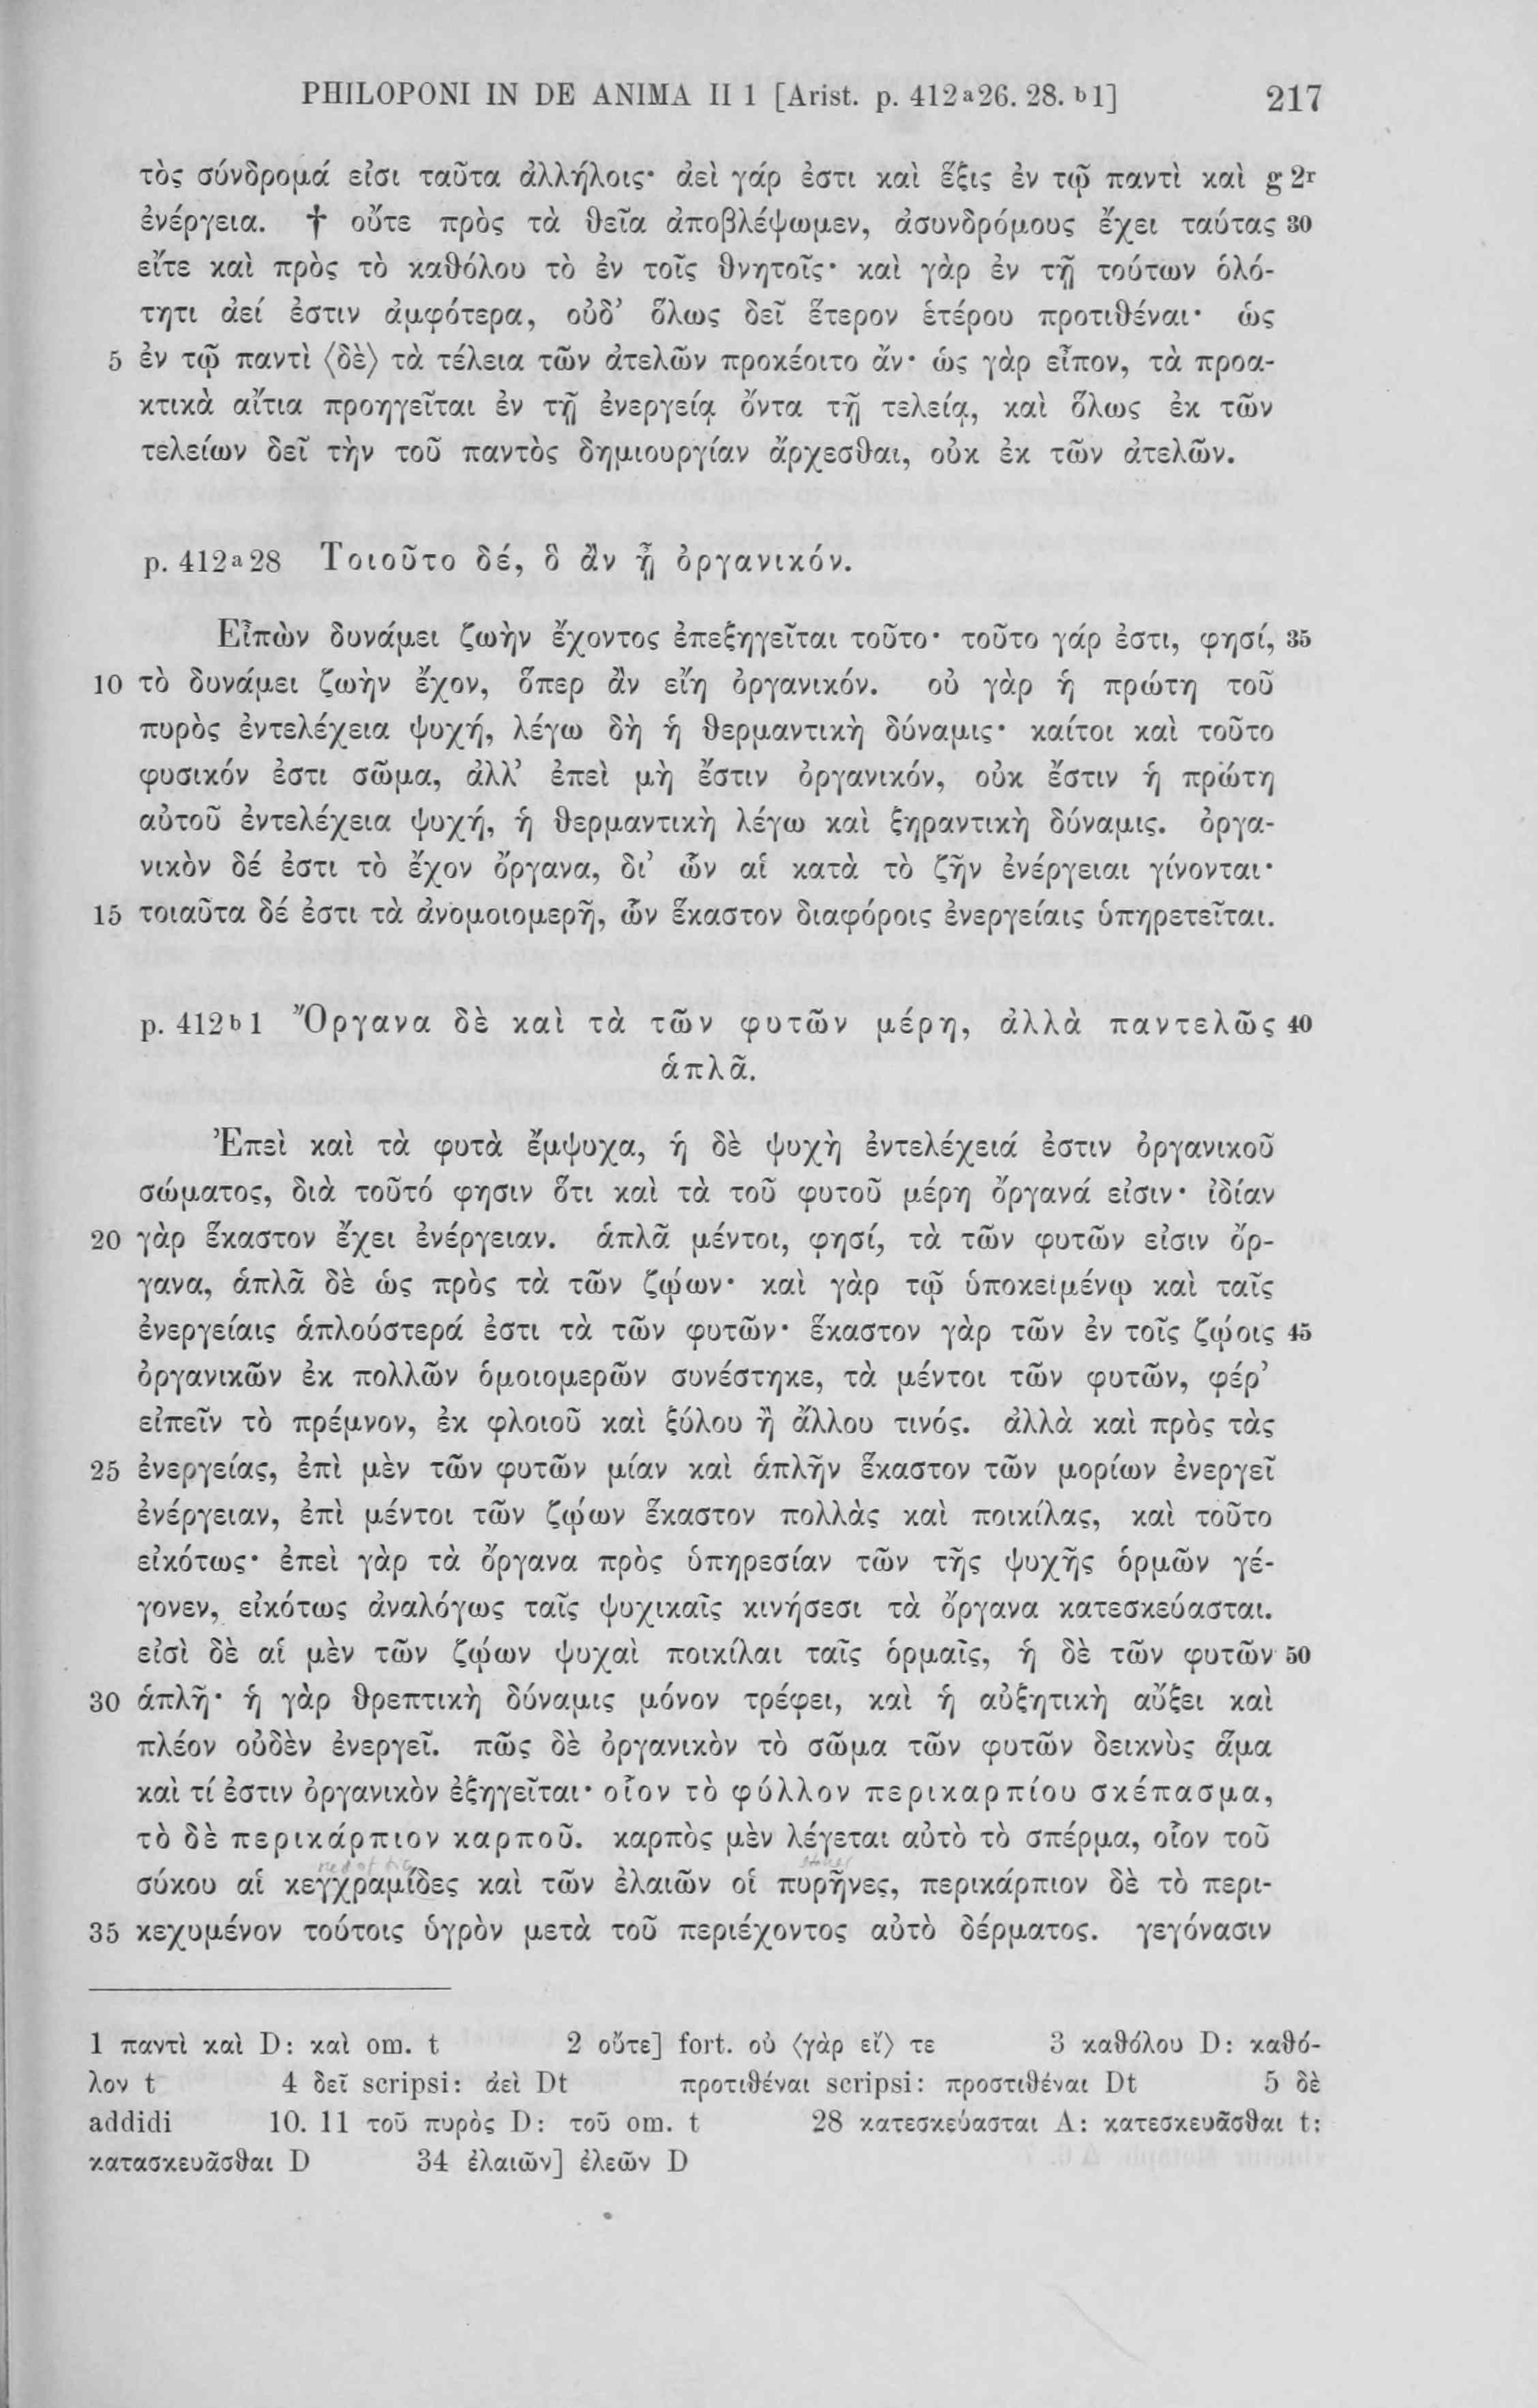 PHILOPONI IN DE ANIMA II 1 [Arist. p. 412ᵃ26. 28. ᵇ1] 217
τὸς σύνδρομά εἰσι ταῦτα ἀλλήλοις· ἀεὶ γάρ ἐστι καὶ ἕξις ἐν τῷ παντὶ καὶ g 2ʳ
ἐνέργεια. † οὔτε πρὸς τὰ θεῖα ἀποβλέψωμεν, ἀσυνδρόμους ἔχει ταύτας 30
εἴτε καὶ πρὸς τὸ καθόλου τὸ ἐν τοῖς θνητοῖς· καὶ γὰρ ἐν τῇ τούτων ὁλό-
τητι ἀεί ἐστιν ἀμφότερα, οὐδ’ ὅλως δεῖ ἕτερον ἑτέρου προτιθέναι· ὡς
5 ἐν τῷ παντὶ ⟨δὲ⟩ τὰ τέλεια τῶν ἀτελῶν προκέοιτο ἄν· ὡς γὰρ εἶπον, τὰ προα-
κτικὰ αἴτια προηγεῖται ἐν τῇ ἐνεργείᾳ ὄντα τῇ τελείᾳ, καὶ ὅλως ἐκ τῶν
τελείων δεῖ τὴν τοῦ παντὸς δημιουργίαν ἄρχεσθαι, οὐκ ἐκ τῶν ἀτελῶν.
p. 412ᵃ28 Τοιοῦτο δέ, ὃ ἂν ᾖ ὀργανικόν.
Εἰπὼν δυνάμει ζωὴν ἔχοντος ἐπεξηγεῖται τοῦτο· τοῦτο γάρ ἐστι, φησί, 35
10 τὸ δυνάμει ζωὴν ἔχον, ὅπερ ἂν εἴη ὀργανικόν. οὐ γὰρ ἡ πρώτη τοῦ
πυρὸς ἐντελέχεια ψυχή, λέγω δὴ ἡ θερμαντικὴ δύναμις· καίτοι καὶ τοῦτο
φυσικόν ἐστι σῶμα, ἀλλ’ ἐπεὶ μὴ ἔστιν ὀργανικόν, οὐκ ἔστιν ἡ πρώτη
αὐτοῦ ἐντελέχεια ψυχή, ἡ θερμαντικὴ λέγω καὶ ξηραντικὴ δύναμις. ὀργα-
νικὸν δέ ἐστι τὸ ἔχον ὄργανα, δι’ ὧν αἱ κατὰ τὸ ζῆν ἐνέργειαι γίνονται·
15 τοιαῦτα δέ ἐστι τὰ ἀνομοιομερῆ, ὧν ἕκαστον διαφόροις ἐνεργείαις ὑπηρετεῖται.
p. 412ᵇ1 Ὄργανα δὲ καὶ τὰ τῶν φυτῶν μέρη, ἀλλὰ παντελῶς 40
ἁπλᾶ.
Ἐπεὶ καὶ τὰ φυτὰ ἔμψυχα, ἡ δὲ ψυχὴ ἐντελέχειά ἐστιν ὀργανικοῦ
σώματος, διὰ τοῦτό φησιν ὅτι καὶ τὰ τοῦ φυτοῦ μέρη ὄργανά εἰσιν· ἰδίαν
20 γὰρ ἕκαστον ἔχει ἐνέργειαν. ἁπλᾶ μέντοι, φησί, τὰ τῶν φυτῶν εἰσιν ὄρ-
γανα, ἁπλᾶ δὲ ὡς πρὸς τὰ τῶν ζῴων· καὶ γὰρ τῷ ὑποκειμένῳ καὶ ταῖς
ἐνεργείαις ἁπλούστερά ἐστι τὰ τῶν φυτῶν· ἕκαστον γὰρ τῶν ἐν τοῖς ζῴοις 45
ὀργανικῶν ἐκ πολλῶν ὁμοιομερῶν συνέστηκε, τὰ μέντοι τῶν φυτῶν, φέρ’
εἰπεῖν τὸ πρέμνον, ἐκ φλοιοῦ καὶ ξύλου ἢ ἄλλου τινός. ἀλλὰ καὶ πρὸς τὰς
25 ἐνεργείας, ἐπὶ μὲν τῶν φυτῶν μίαν καὶ ἁπλῆν ἕκαστον τῶν μορίων ἐνεργεῖ
ἐνέργειαν, ἐπὶ μέντοι τῶν ζῴων ἕκαστον πολλὰς καὶ ποικίλας, καὶ τοῦτο
εἰκότως· ἐπεὶ γὰρ τὰ ὄργανα πρὸς ὑπηρεσίαν τῶν τῆς ψυχῆς ὁρμῶν γέ-
γονεν, εἰκότως ἀναλόγως ταῖς ψυχικαῖς κινήσεσι τὰ ὄργανα κατεσκεύασται.
εἰσὶ δὲ αἱ μὲν τῶν ζῴων ψυχαὶ ποικίλαι ταῖς ὁρμαῖς, ἡ δὲ τῶν φυτῶν 50
30 ἁπλῆ· ἡ γὰρ θρεπτικὴ δύναμις μόνον τρέφει, καὶ ἡ αὐξητικὴ αὔξει καὶ
πλέον οὐδὲν ἐνεργεῖ. πῶς δὲ ὀργανικὸν τὸ σῶμα τῶν φυτῶν δεικνὺς ἅμα
καὶ τί ἐστιν ὀργανικὸν ἐξηγεῖται· οἷον τὸ φύλλον περικαρπίου σκέπασμα,
τὸ δὲ περικάρπιον καρποῦ. καρπὸς μὲν λέγεται αὐτὸ τὸ σπέρμα, οἷον τοῦ
σύκου αἱ κεγχραμίδες καὶ τῶν ἐλαιῶν οἱ πυρῆνες, περικάρπιον δὲ τὸ περι-
35 κεχυμένον τούτοις ὑγρὸν μετὰ τοῦ περιέχοντος αὐτὸ δέρματος. γεγόνασιν
1 παντὶ καὶ D: καὶ om. t 2 οὔτε] fort. οὐ ⟨γὰρ εἴ⟩ τε 3 καθόλου D: καθό-
λον t 4 δεῖ scripsi: ἀεὶ Dt προτιθέναι scripsi: προστιθέναι Dt 5 δὲ
addidi 10. 11 τοῦ πυρὸς D: τοῦ om. t 28 κατεσκεύασται A: κατεσκευᾶσθαι t:
κατασκευᾶσθαι D 34 ἐλαιῶν] ἐλεῶν D